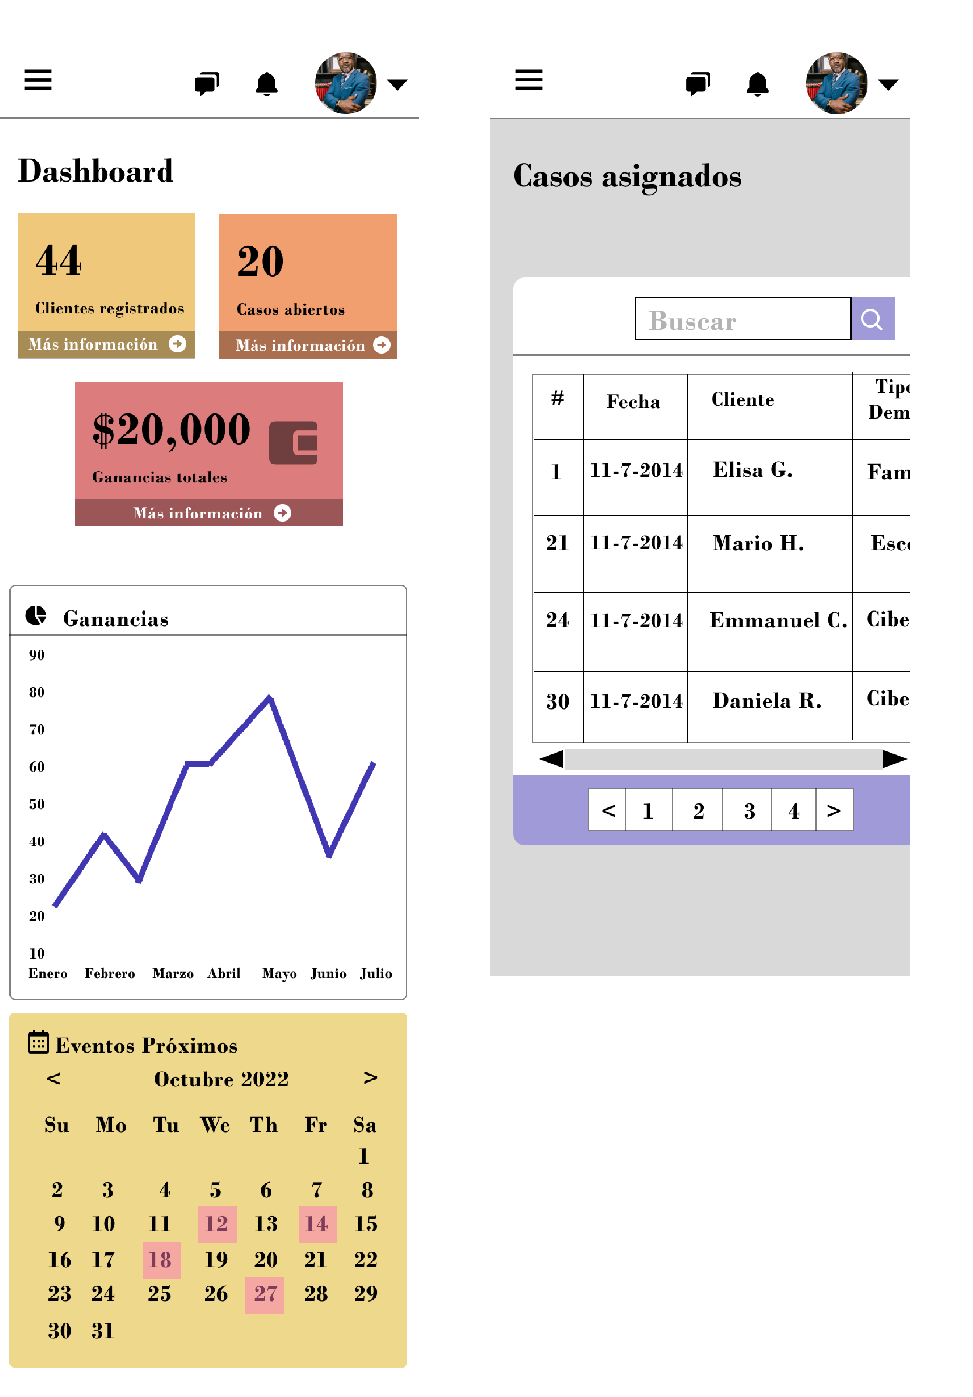 Dashboard
44
Clientes registrados
Más información
20
Casos abiertos
Más información
$20,000
Ganancias totales
Más información
Ganancias
90
80
70
60
50
40
30
20
10
Enero Febrero Marzo Abril Mayo Junio Julio
Eventos Próximos
< Octubre 2022 >
Su Mo Tu We Th Fr Sa
1
2 3 4 5 6 7 8
9 10 11 12 13 14 15
16 17 18 19 20 21 22
23 24 25 26 27 28 29
30 31
Casos asignados
Buscar
# Fecha Cliente Tipo
Dem
1 11-7-2014 Elisa G. Fam
21 11-7-2014 Mario H. Esco
24 11-7-2014 Emmanuel C. Cibe
30 11-7-2014 Daniela R. Cibe
< 1 2 3 4 >